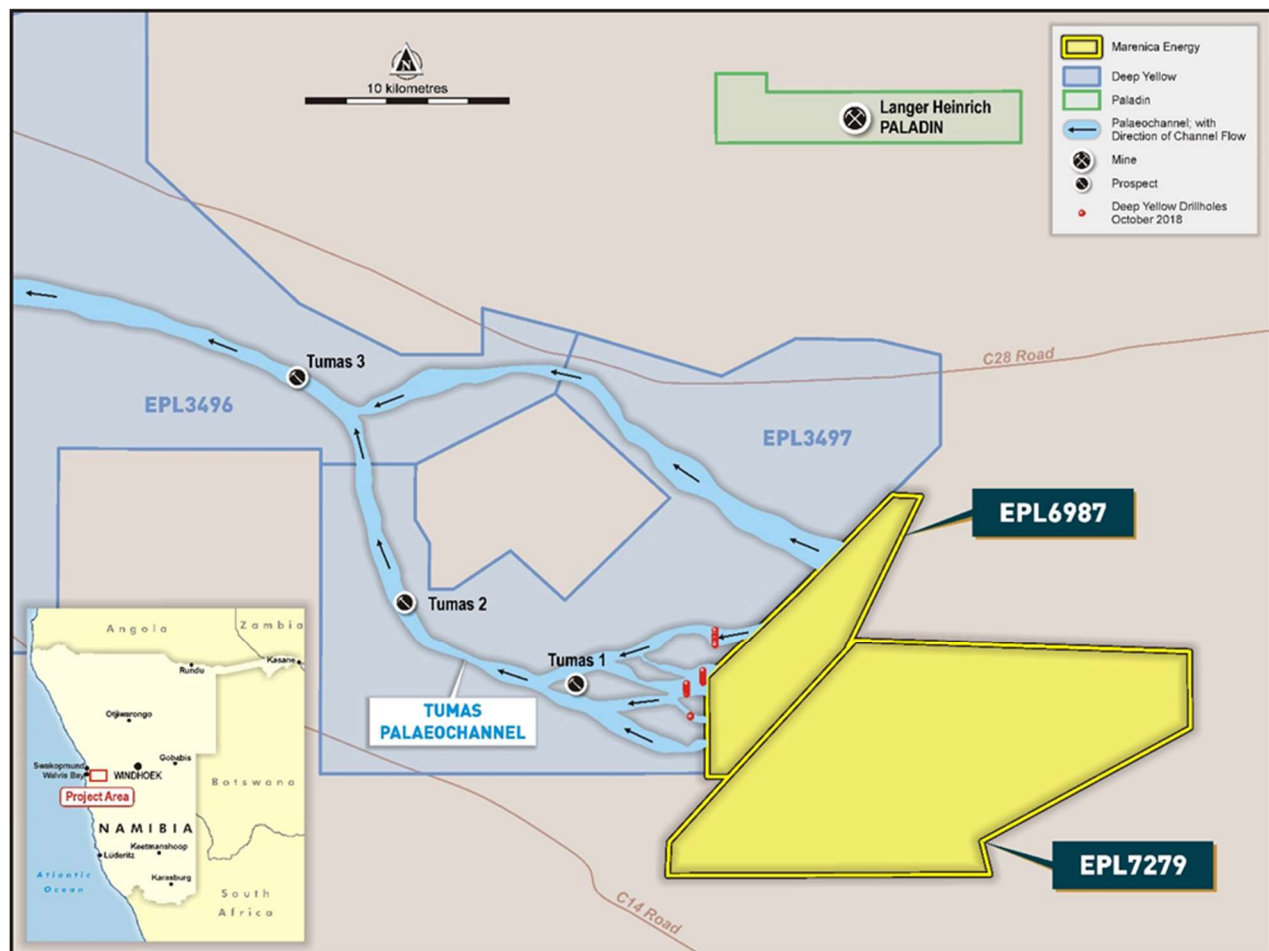 N
10 kilometres
Langer Heinrich
PALADIN
Marenica Energy
Deep Yellow
Paladin
Palaeochannel; with
Direction of Channel Flow
Mine
Prospect
Deep Yellow Drillholes
October 2018
C28 Road
Tumas 3
EPL3496
EPL3497
EPL6987
Tumas 2
Tumas 1
TUMAS
PALAEOCHANNEL
EPL7279
C14 Road
Angola
Zambia
Rundu
Kasane
Otjiwarongo
Swakopmund
Walvis Bay
WINDHOEK
Gobabis
Project Area
Botswana
NAMIBIA
Lüderitz
Keetmanshoop
Karasburg
Atlantic
Ocean
South
Africa